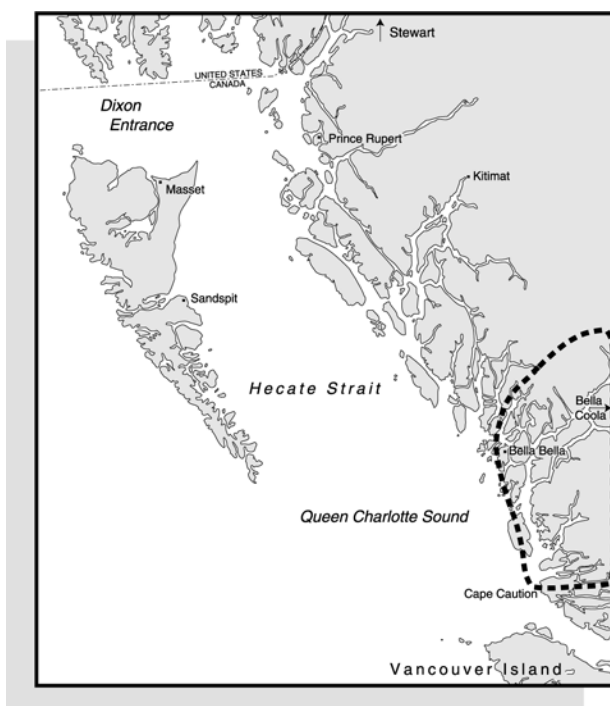 Stewart
UNITED STATES
CANADA
Dixon
Entrance
Prince Rupert
Masset
Kitimat
Sandspit
Hecate Strait
Bella
Coola
Bella Bella
Queen Charlotte Sound
Cape Caution
Vancouver Island